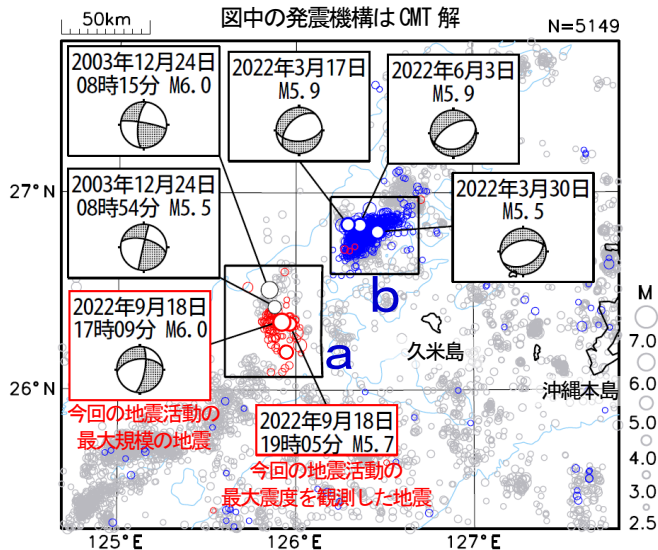 図中の発震機構は CMT 解
50km
N=5149
2003年12月24日
08時15分 M6.0
2022年3月17日
M5.9
2022年6月3日
M5.9
27°N
2003年12月24日
08時54分 M5.5
2022年3月30日
M5.5
b
2022年9月18日
17時09分 M6.0
a
久米島
M
7.0
6.0
5.0
4.0
3.0
2.5
26°N
沖縄本島
今回の地震活動の
最大規模の地震
2022年9月18日
19時05分 M5.7
今回の地震活動の
最大震度を観測した地震
125°E
126°E
127°E